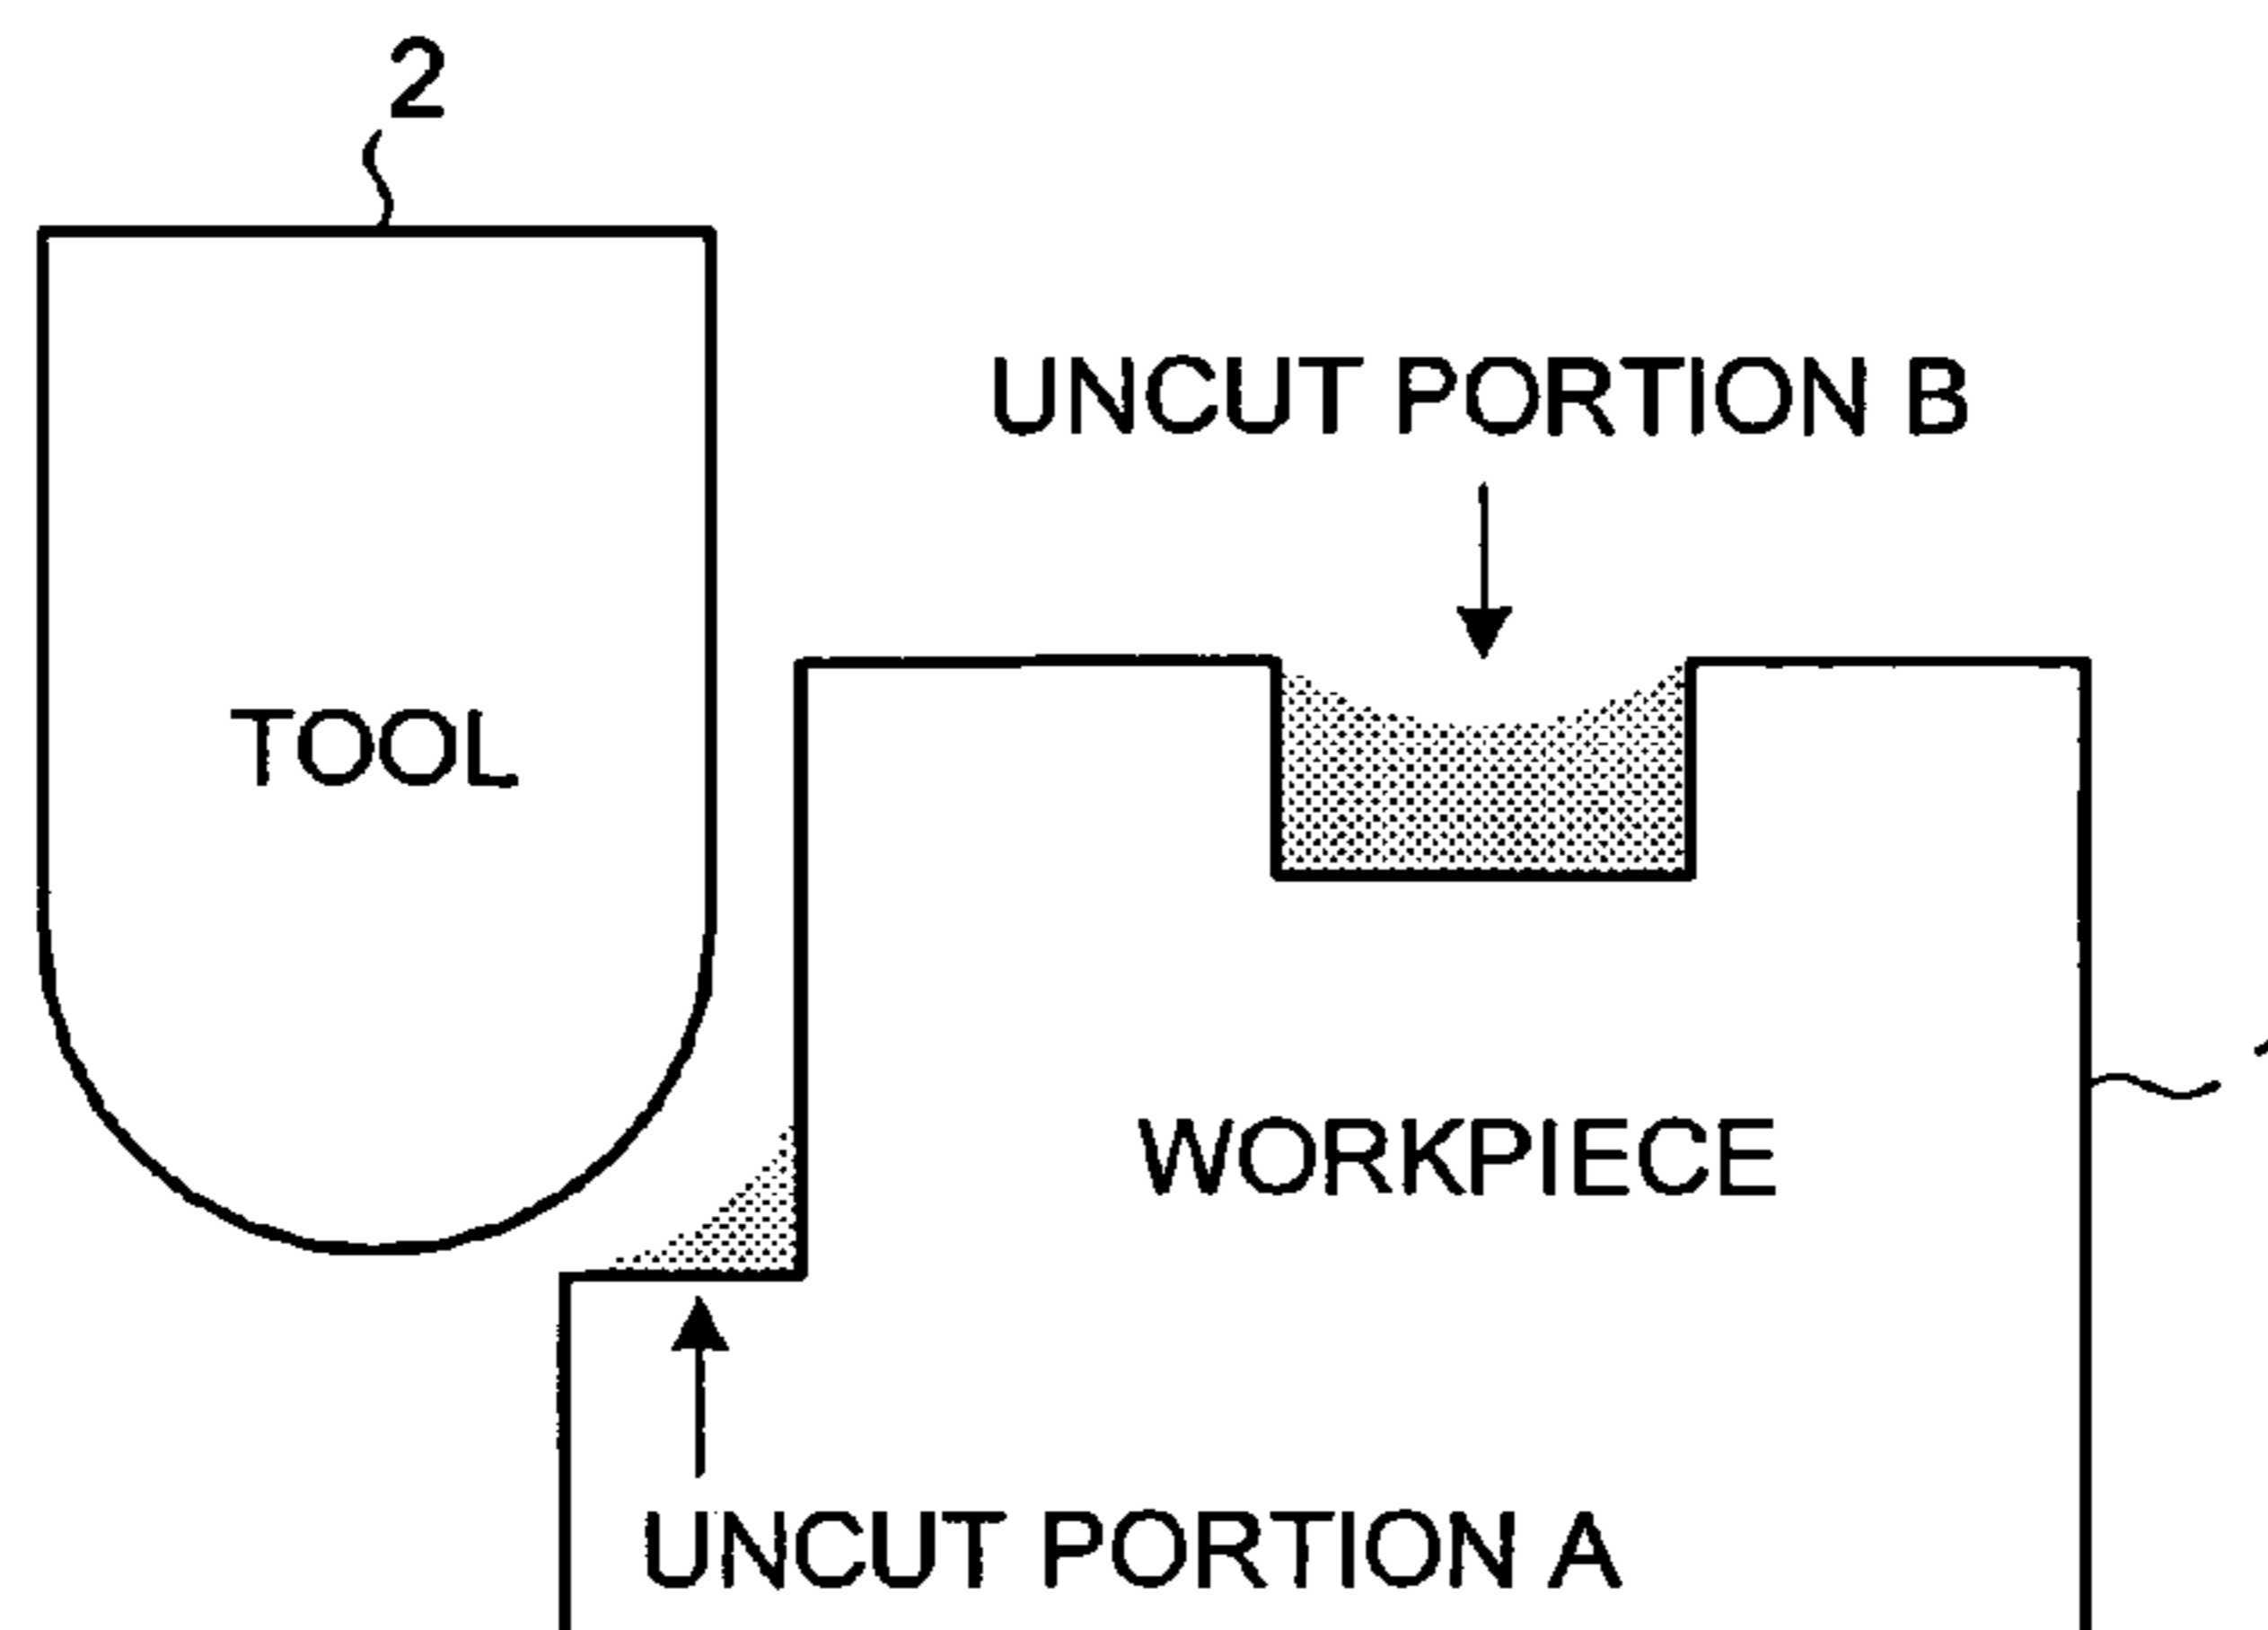 2
UNCUT PORTION B
TOOL
WORKPIECE
UNCUT PORTION A